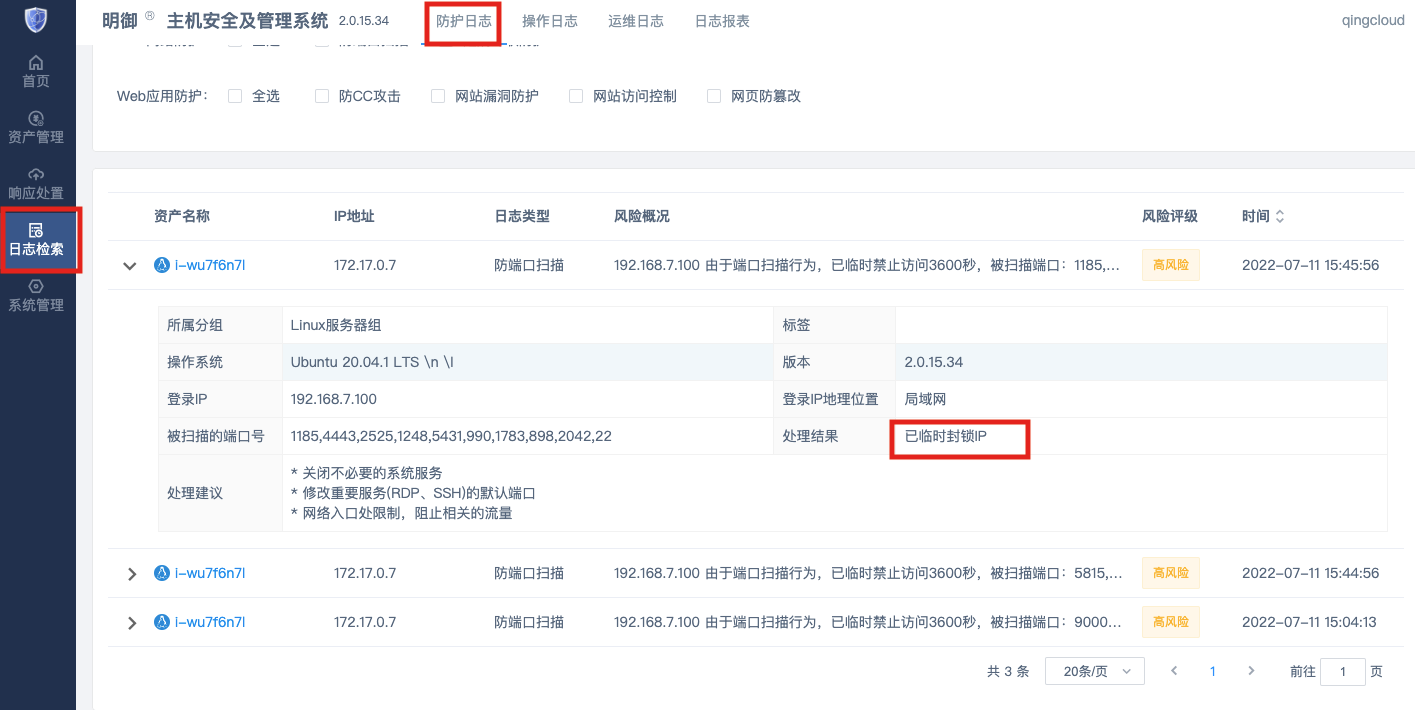 明御 ® 主机安全及管理系统 2.0.15.34 防护日志 操作日志 运维日志 日志报表 qingcloud
首页
资产管理
响应处置
日志检索
系统管理
Web应用防护： 全选 防CC攻击 网站漏洞防护 网站访问控制 网页防篡改
资产名称 IP地址 日志类型 风险概况 风险评级 时间
i-wu7f6n7l 172.17.0.7 防端口扫描 192.168.7.100 由于端口扫描行为，已临时禁止访问3600秒，被扫描端口：1185,... 高风险 2022-07-11 15:45:56
所属分组 Linux服务器组 标签
操作系统 Ubuntu 20.04.1 LTS \n \l 版本 2.0.15.34
登录IP 192.168.7.100 登录IP地理位置 局域网
被扫描的端口号 1185,4443,2525,1248,5431,990,1783,898,2042,22 处理结果 已临时封锁IP
处理建议
* 关闭不必要的系统服务
* 修改重要服务(RDP、SSH)的默认端口
* 网络入口处限制，阻止相关的流量
i-wu7f6n7l 172.17.0.7 防端口扫描 192.168.7.100 由于端口扫描行为，已临时禁止访问3600秒，被扫描端口：5815,... 高风险 2022-07-11 15:44:56
i-wu7f6n7l 172.17.0.7 防端口扫描 192.168.7.100 由于端口扫描行为，已临时禁止访问3600秒，被扫描端口：9000... 高风险 2022-07-11 15:04:13
共 3 条 20条/页 1 前往 1 页